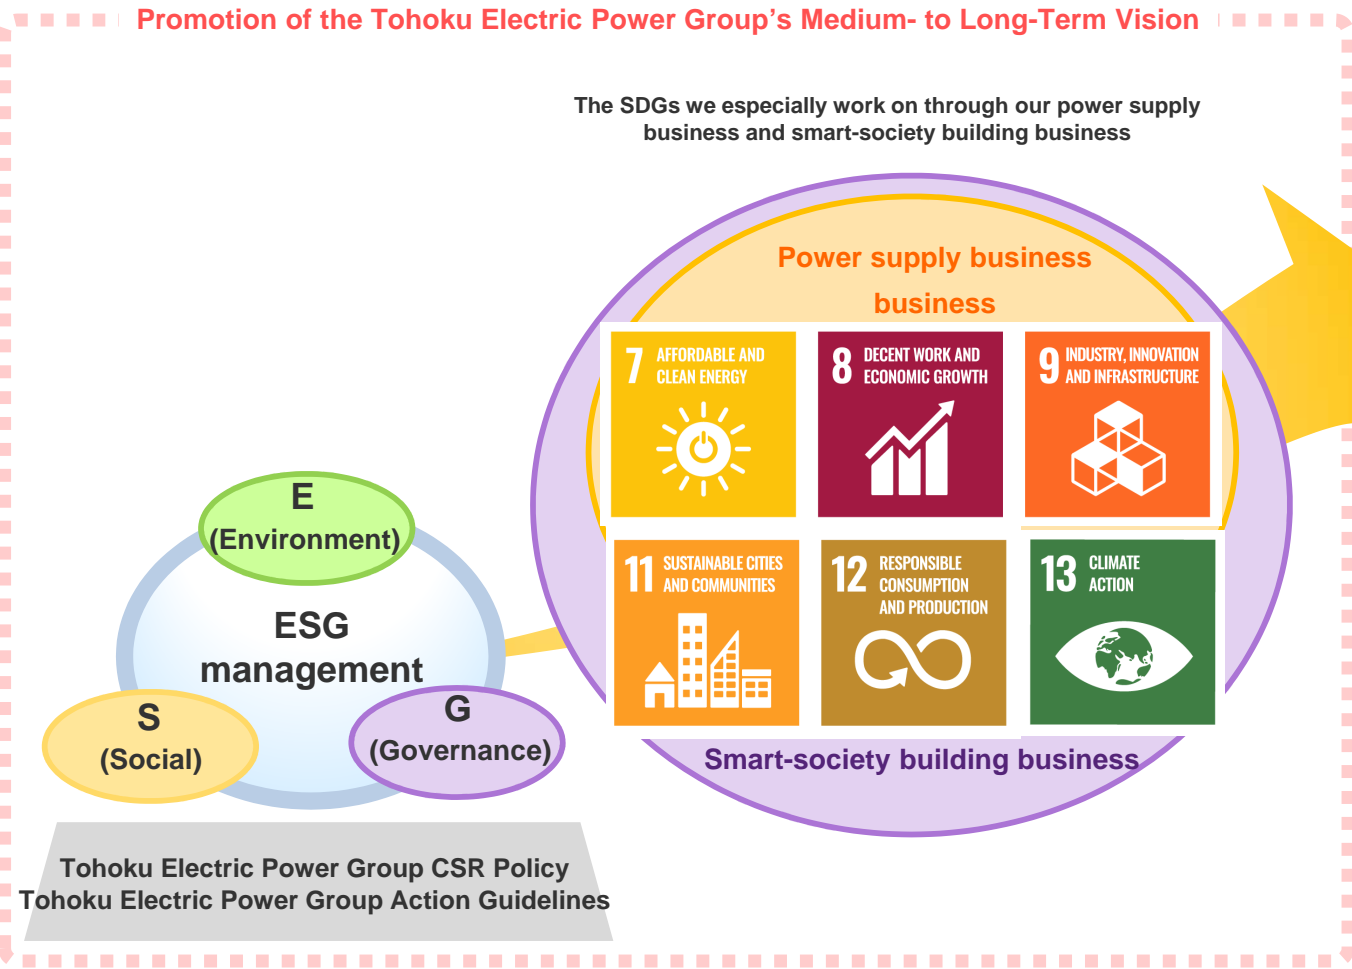 Promotion of the Tohoku Electric Power Group’s Medium- to Long-Term Vision
The SDGs we especially work on through our power supply
business and smart-society building business
Power supply business
business
7 AFFORDABLE AND
CLEAN ENERGY
8 DECENT WORK AND
ECONOMIC GROWTH
9 INDUSTRY, INNOVATION
AND INFRASTRUCTURE
11 SUSTAINABLE CITIES
AND COMMUNITIES
12 RESPONSIBLE
CONSUMPTION
AND PRODUCTION
13 CLIMATE
ACTION
Smart-society building business
E
(Environment)
ESG
management
S
(Social)
G
(Governance)
Tohoku Electric Power Group CSR Policy
Tohoku Electric Power Group Action Guidelines